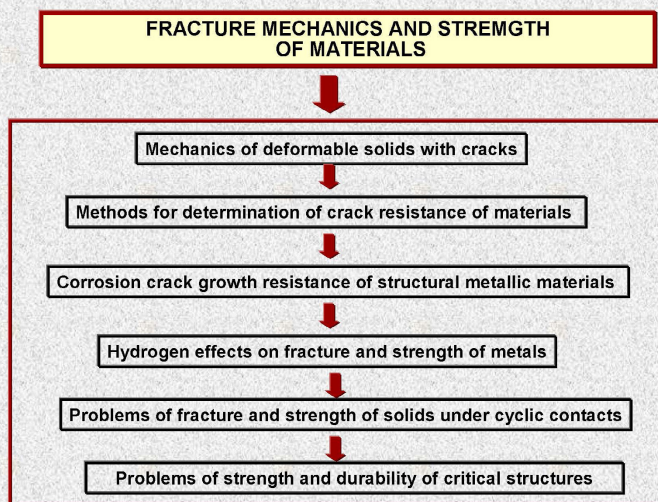 FRACTURE MECHANICS AND STREMGTH
OF MATERIALS
Mechanics of deformable solids with cracks
Methods for determination of crack resistance of materials
Corrosion crack growth resistance of structural metallic materials
Hydrogen effects on fracture and strength of metals
Problems of fracture and strength of solids under cyclic contacts
Problems of strength and durability of critical structures